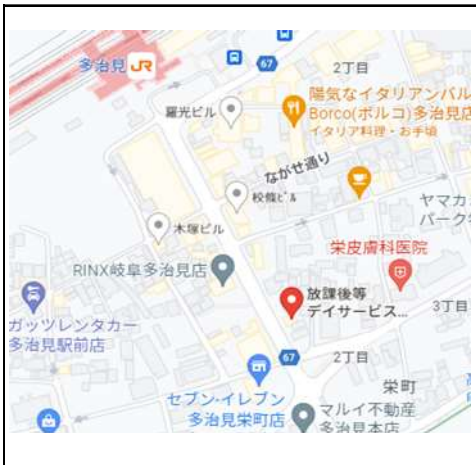 多治見 JR
67
2丁目
陽気なイタリアンバル
Borco(ボルコ)多治見店
イタリア料理・お手頃
羅光ビル
ながせ通り
校條ビル
ヤマカ
木塚ビル
栄皮膚科医院
RINX岐阜多治見店
放課後等
デイサービス...
3丁目
ガッツレンタカー
多治見駅前店
67
2丁目
セブン-イレブン
多治見栄町店
栄町
マルイ不動産
多治見本店